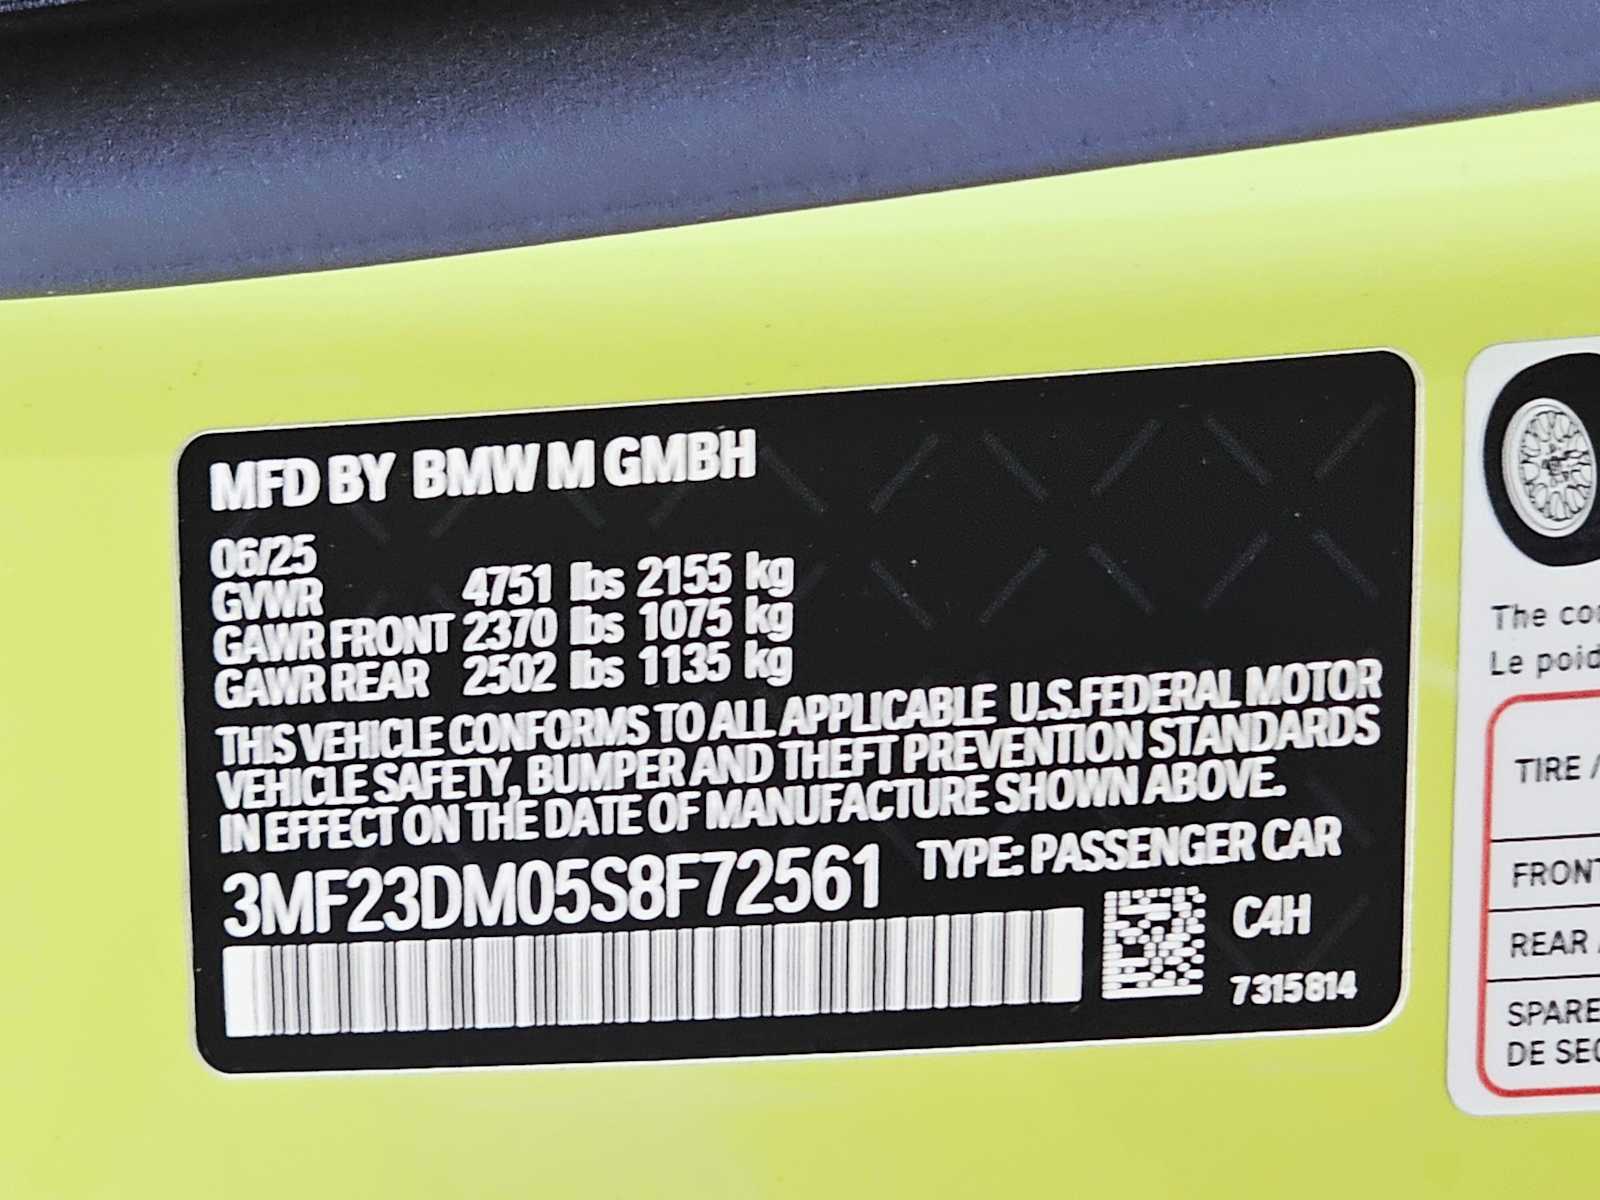 MFD BY BMW M GMBH
06/25
GVWR 4751 lbs 2155 kg
GAWR FRONT 2370 lbs 1075 kg
GAWR REAR 2502 lbs 1135 kg
THIS VEHICLE CONFORMS TO ALL APPLICABLE U.S.FEDERAL MOTOR
VEHICLE SAFETY, BUMPER AND THEFT PREVENTION STANDARDS
IN EFFECT ON THE DATE OF MANUFACTURE SHOWN ABOVE.
3MF23DM05S8F72561 TYPE: PASSENGER CAR
C4H
7315814
The
Le
TIRE /
FRONT
REAR
SPARE
DE